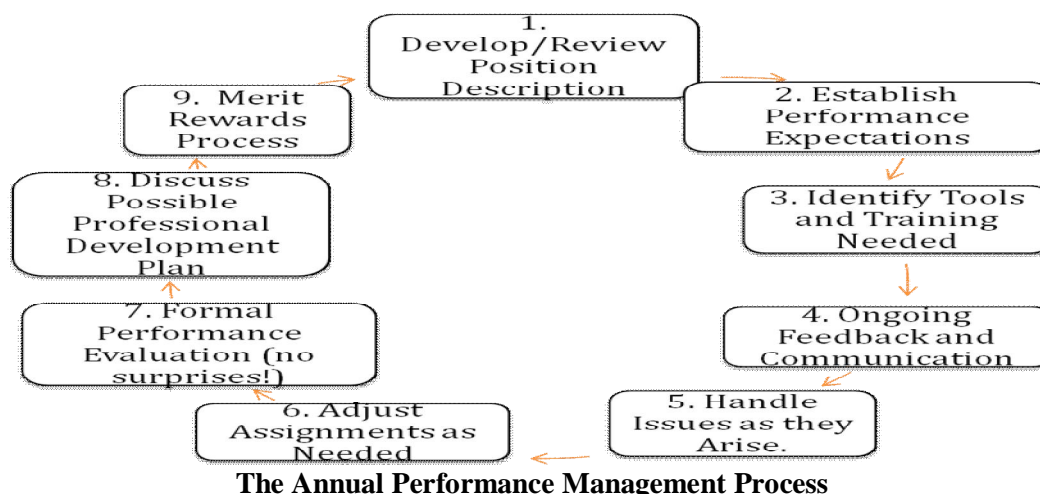 1.
Develop/Review
Position
Description
2. Establish
Performance
Expectations
3. Identify Tools
and Training
Needed
4. Ongoing
Feedback and
Communication
5. Handle
Issues as they
Arise.
6. Adjust
Assignments as
Needed
7. Formal
Performance
Evaluation (no
surprises!)
8. Discuss
Possible
Professional
Development
Plan
9. Merit
Rewards
Process
The Annual Performance Management Process